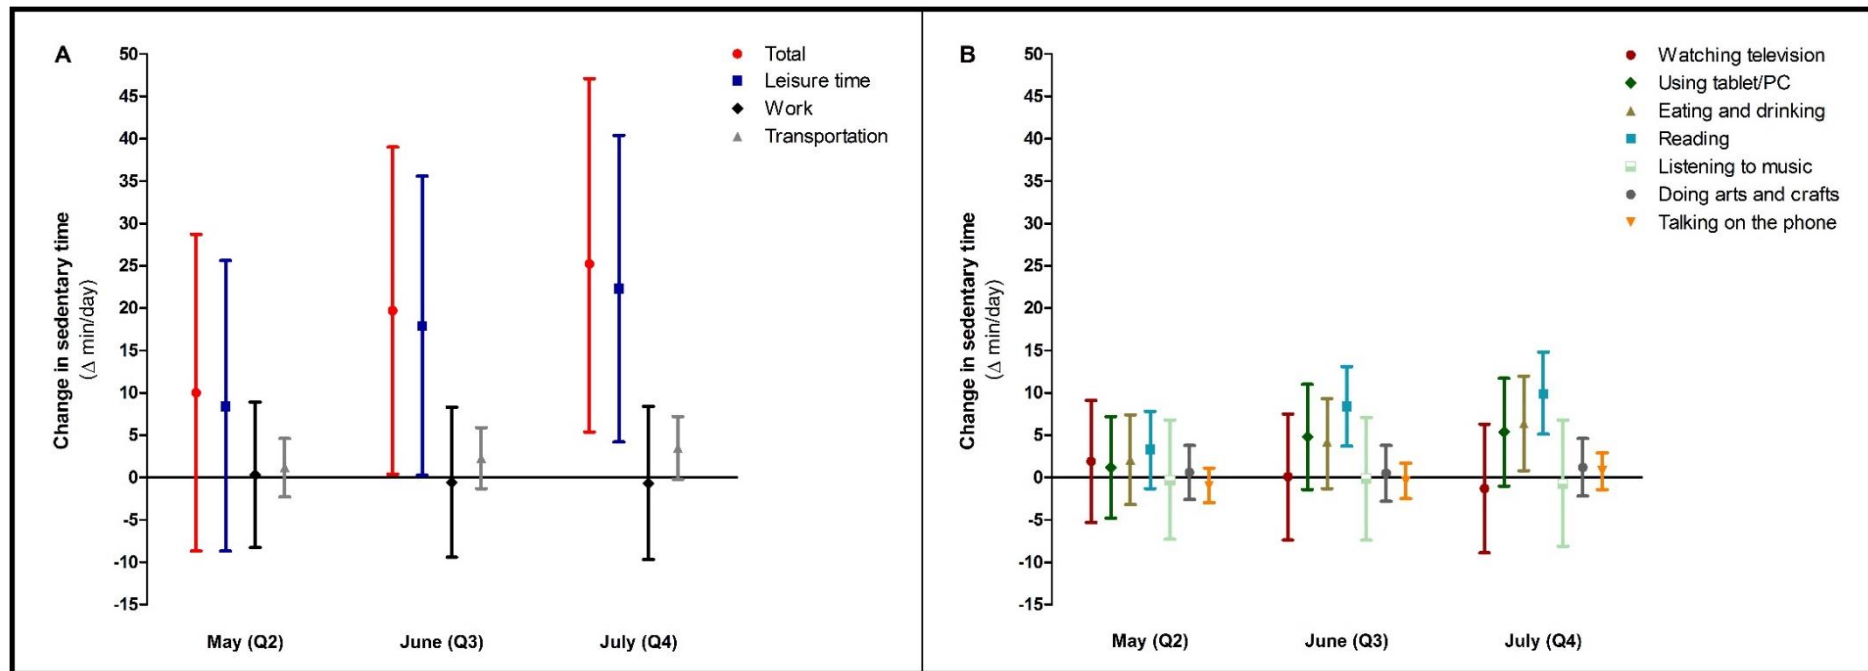 A
Total
Leisure time
Work
Transportation
50
45
40
35
30
25
20
15
10
5
0
-5
-10
-15
Change in sedentary time
(Δ min/day)
May (Q2)
June (Q3)
July (Q4)
B
Watching television
Using tablet/PC
Eating and drinking
Reading
Listening to music
Doing arts and crafts
Talking on the phone
50
45
40
35
30
25
20
15
10
5
0
-5
-10
-15
Change in sedentary time
(Δ min/day)
May (Q2)
June (Q3)
July (Q4)